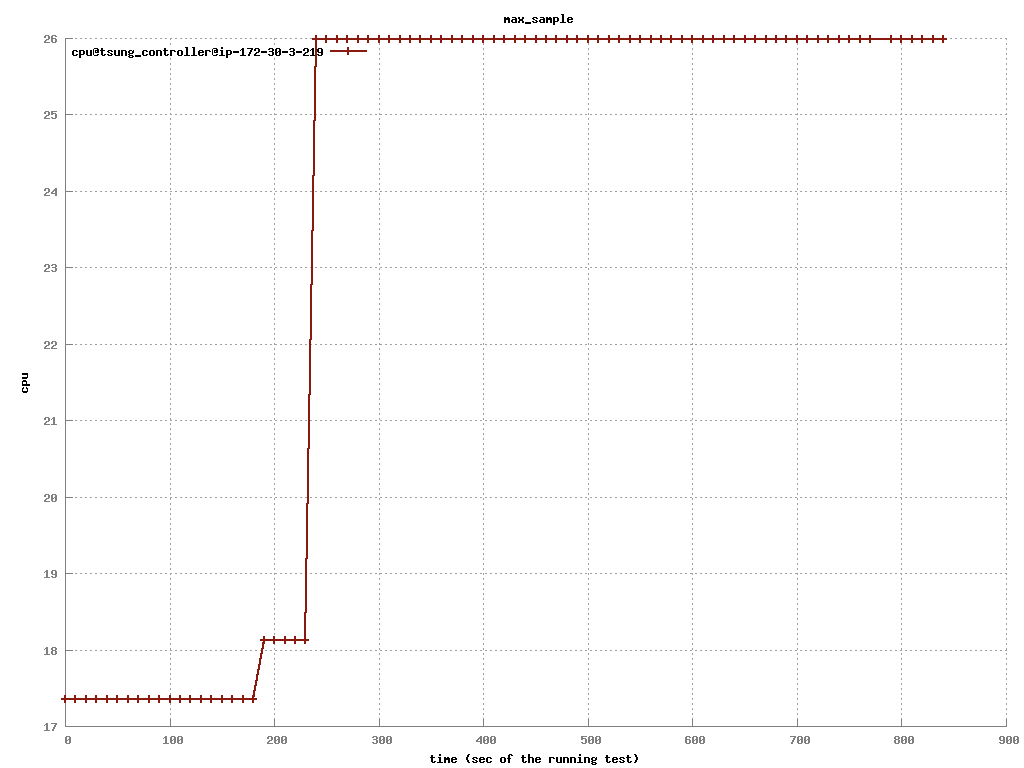 max_sample
cpu@tsung_controller@ip-172-30-3-219
26
25
24
23
22
21
20
19
18
17
cpu
0 100 200 300 400 500 600 700 800 900
time (sec of the running test)